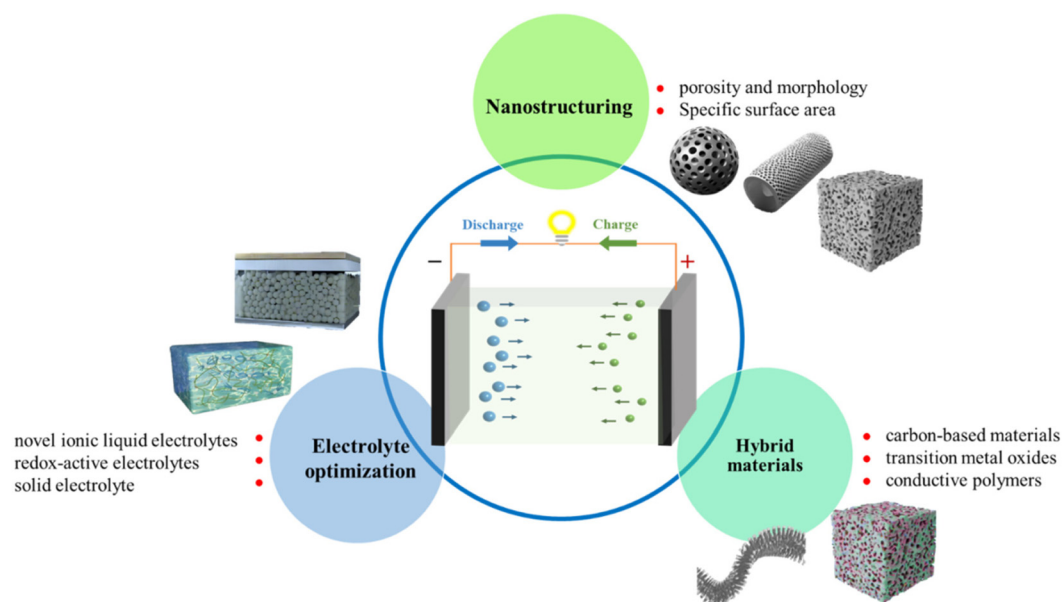 Nanostructuring
porosity and morphology
Specific surface area
Discharge
Charge
−
+
Electrolyte
optimization
novel ionic liquid electrolytes
redox-active electrolytes
solid electrolyte
Hybrid
materials
carbon-based materials
transition metal oxides
conductive polymers